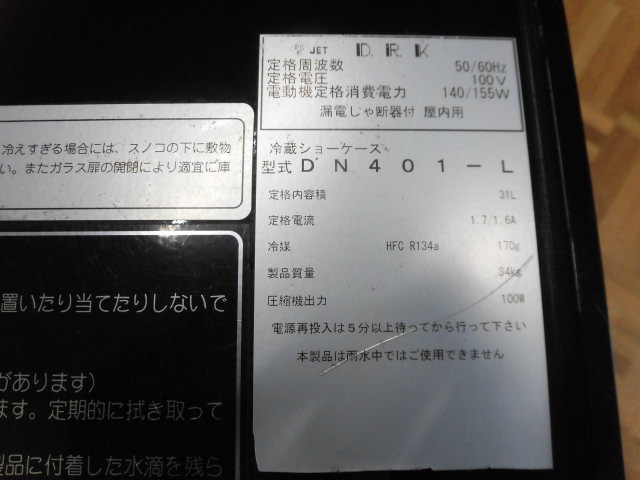 PS E JET D.R.K
定格周波数 50/60Hz
定格電圧 100V
電動機定格消費電力 140/155W
漏電しゃ断器付 屋内用
冷蔵ショーケース
型式 DN401-L
定格内容積 31L
定格電流 1.7/1.6A
冷媒 HFC R134a 170g
製品質量 34kg
圧縮機出力 100W
電源再投入は5分以上待ってから行って下さい
本製品は雨水中ではご使用できません
冷えすぎる場合には、スノコの下に敷物
い。またガラス扉の開閉により適宜に庫
置いたり当てたりしないで
があります)
ます。定期的に拭き取って
製品に付着した水滴を残ら